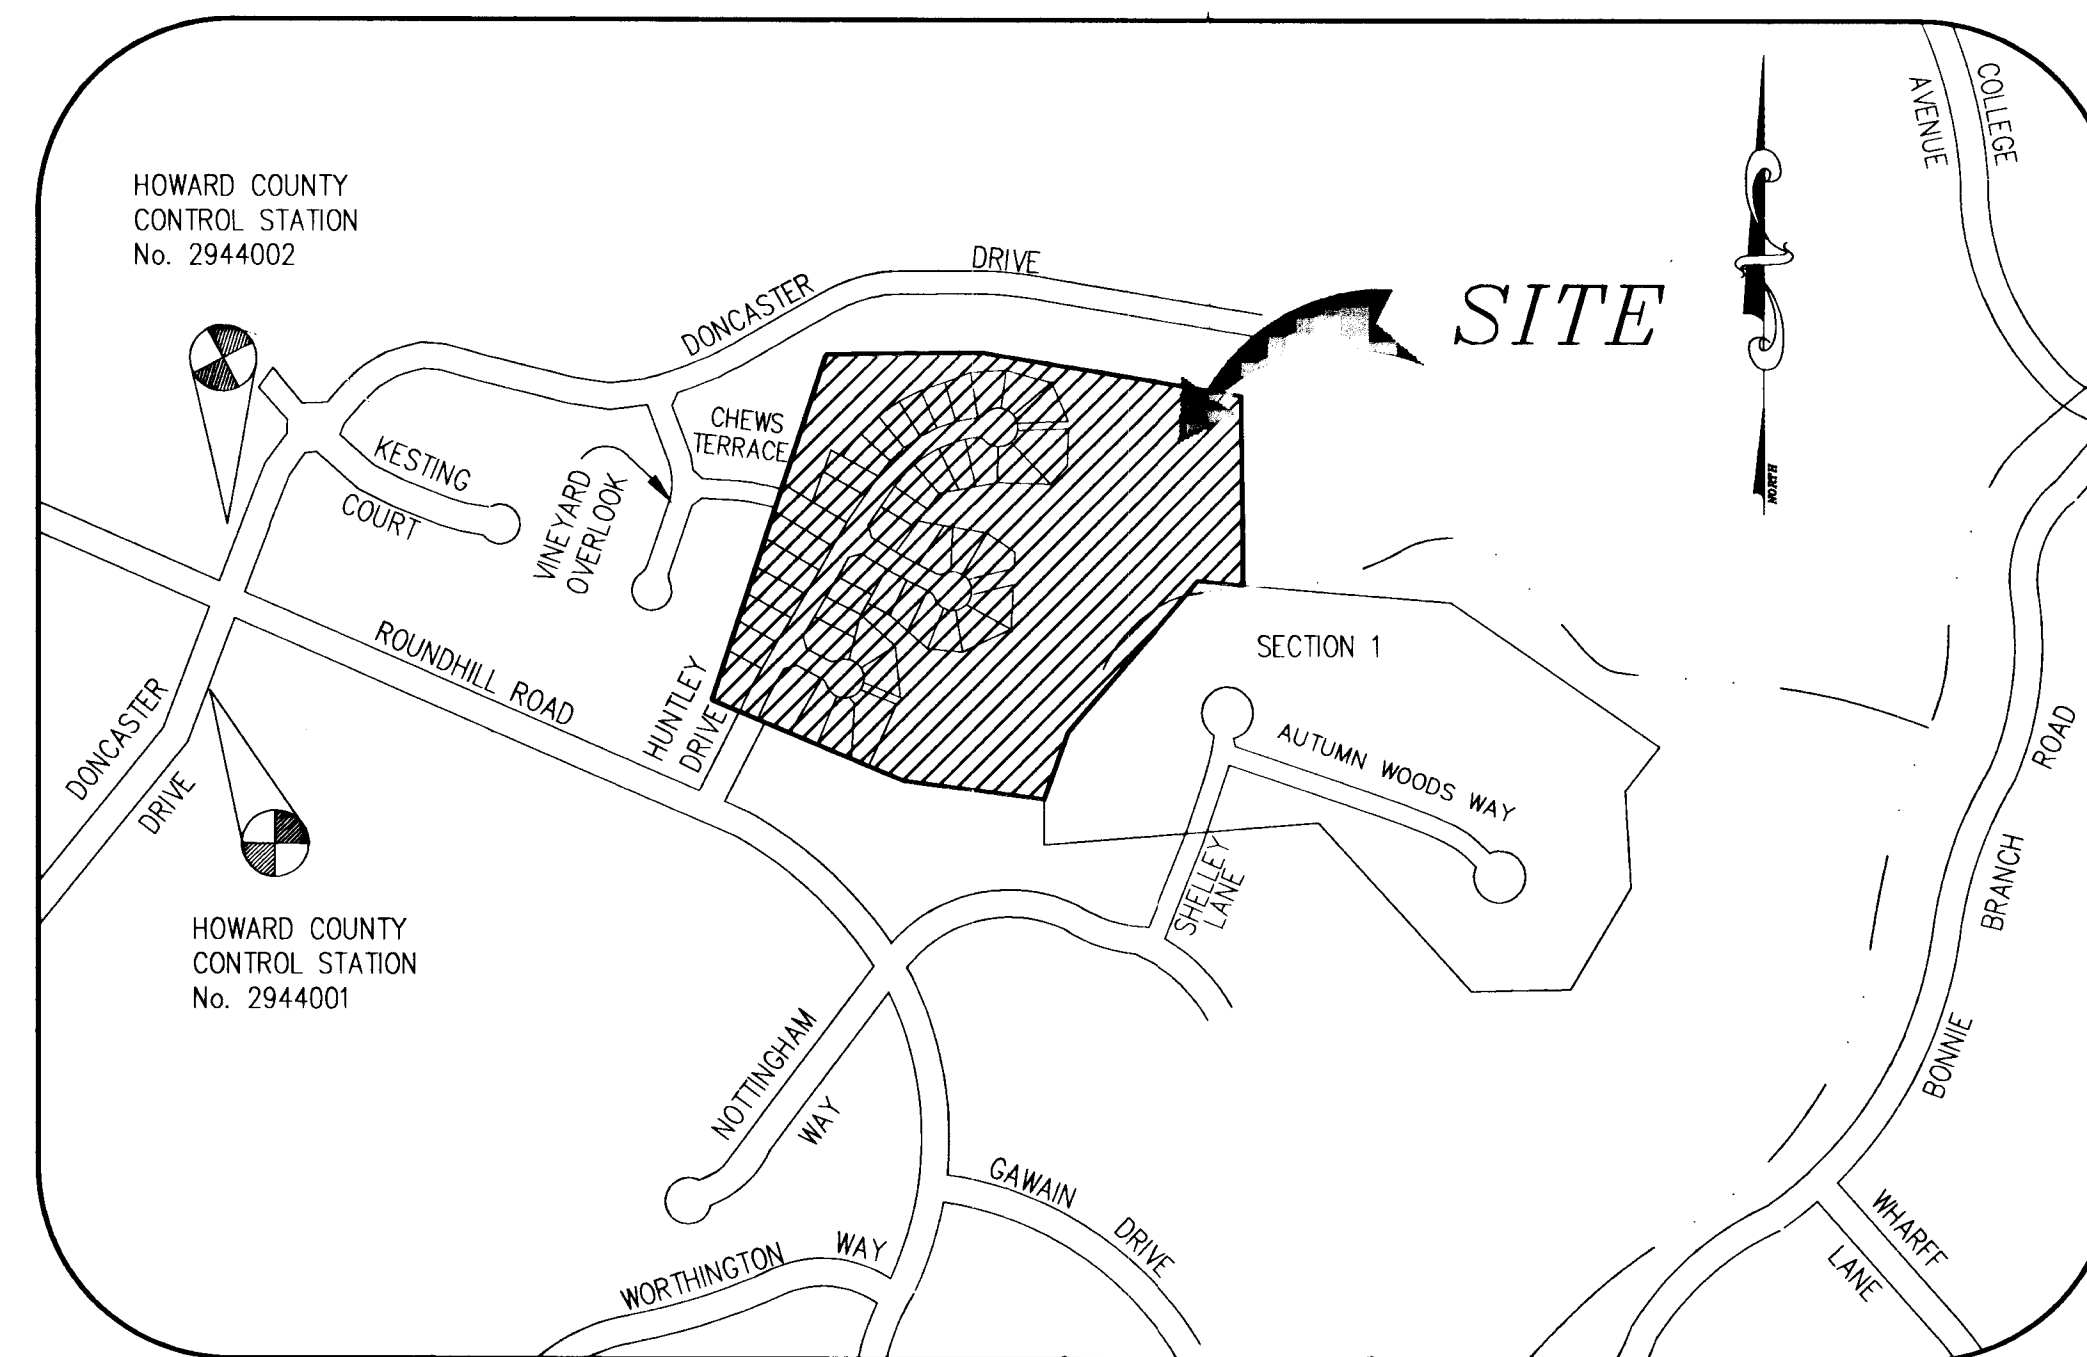 COLLEGE
AVENUE
HOWARD COUNTY
CONTROL STATION
No. 2944002
DONCASTER DRIVE
SITE
NORTH
CHEWS
TERRACE
KESTING
COURT
VINEYARD
OVERLOOK
ROUNDHILL ROAD
HUNTLEY
DRIVE
SECTION 1
DONCASTER
DRIVE
AUTUMN WOODS WAY
SHELLEY
LANE
HOWARD COUNTY
CONTROL STATION
No. 2944001
BONNIE BRANCH ROAD
NOTTINGHAM
WAY
GAWAIN DRIVE
WORTHINGTON WAY
WHARFF
LANE